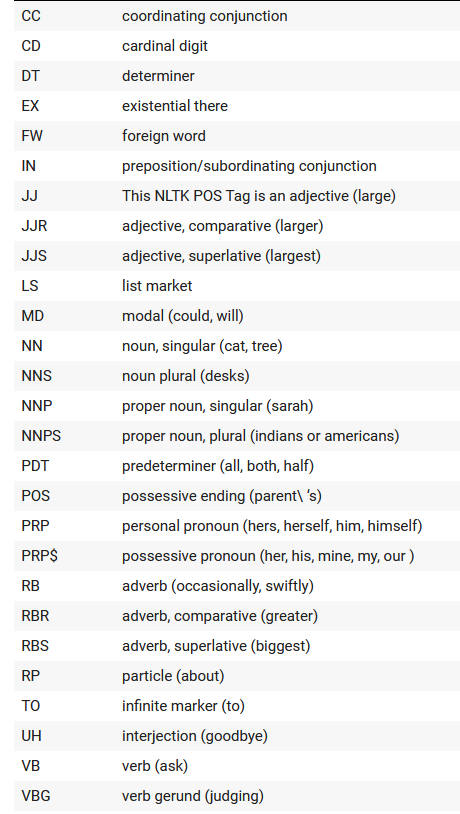 CC coordinating conjunction
CD cardinal digit
DT determiner
EX existential there
FW foreign word
IN preposition/subordinating conjunction
JJ This NLTK POS Tag is an adjective (large)
JJR adjective, comparative (larger)
JJS adjective, superlative (largest)
LS list market
MD modal (could, will)
NN noun, singular (cat, tree)
NNS noun plural (desks)
NNP proper noun, singular (sarah)
NNPS proper noun, plural (indians or americans)
PDT predeterminer (all, both, half)
POS possessive ending (parent\ ‘s)
PRP personal pronoun (hers, herself, him, himself)
PRP$ possessive pronoun (her, his, mine, my, our )
RB adverb (occasionally, swiftly)
RBR adverb, comparative (greater)
RBS adverb, superlative (biggest)
RP particle (about)
TO infinite marker (to)
UH interjection (goodbye)
VB verb (ask)
VBG verb gerund (judging)